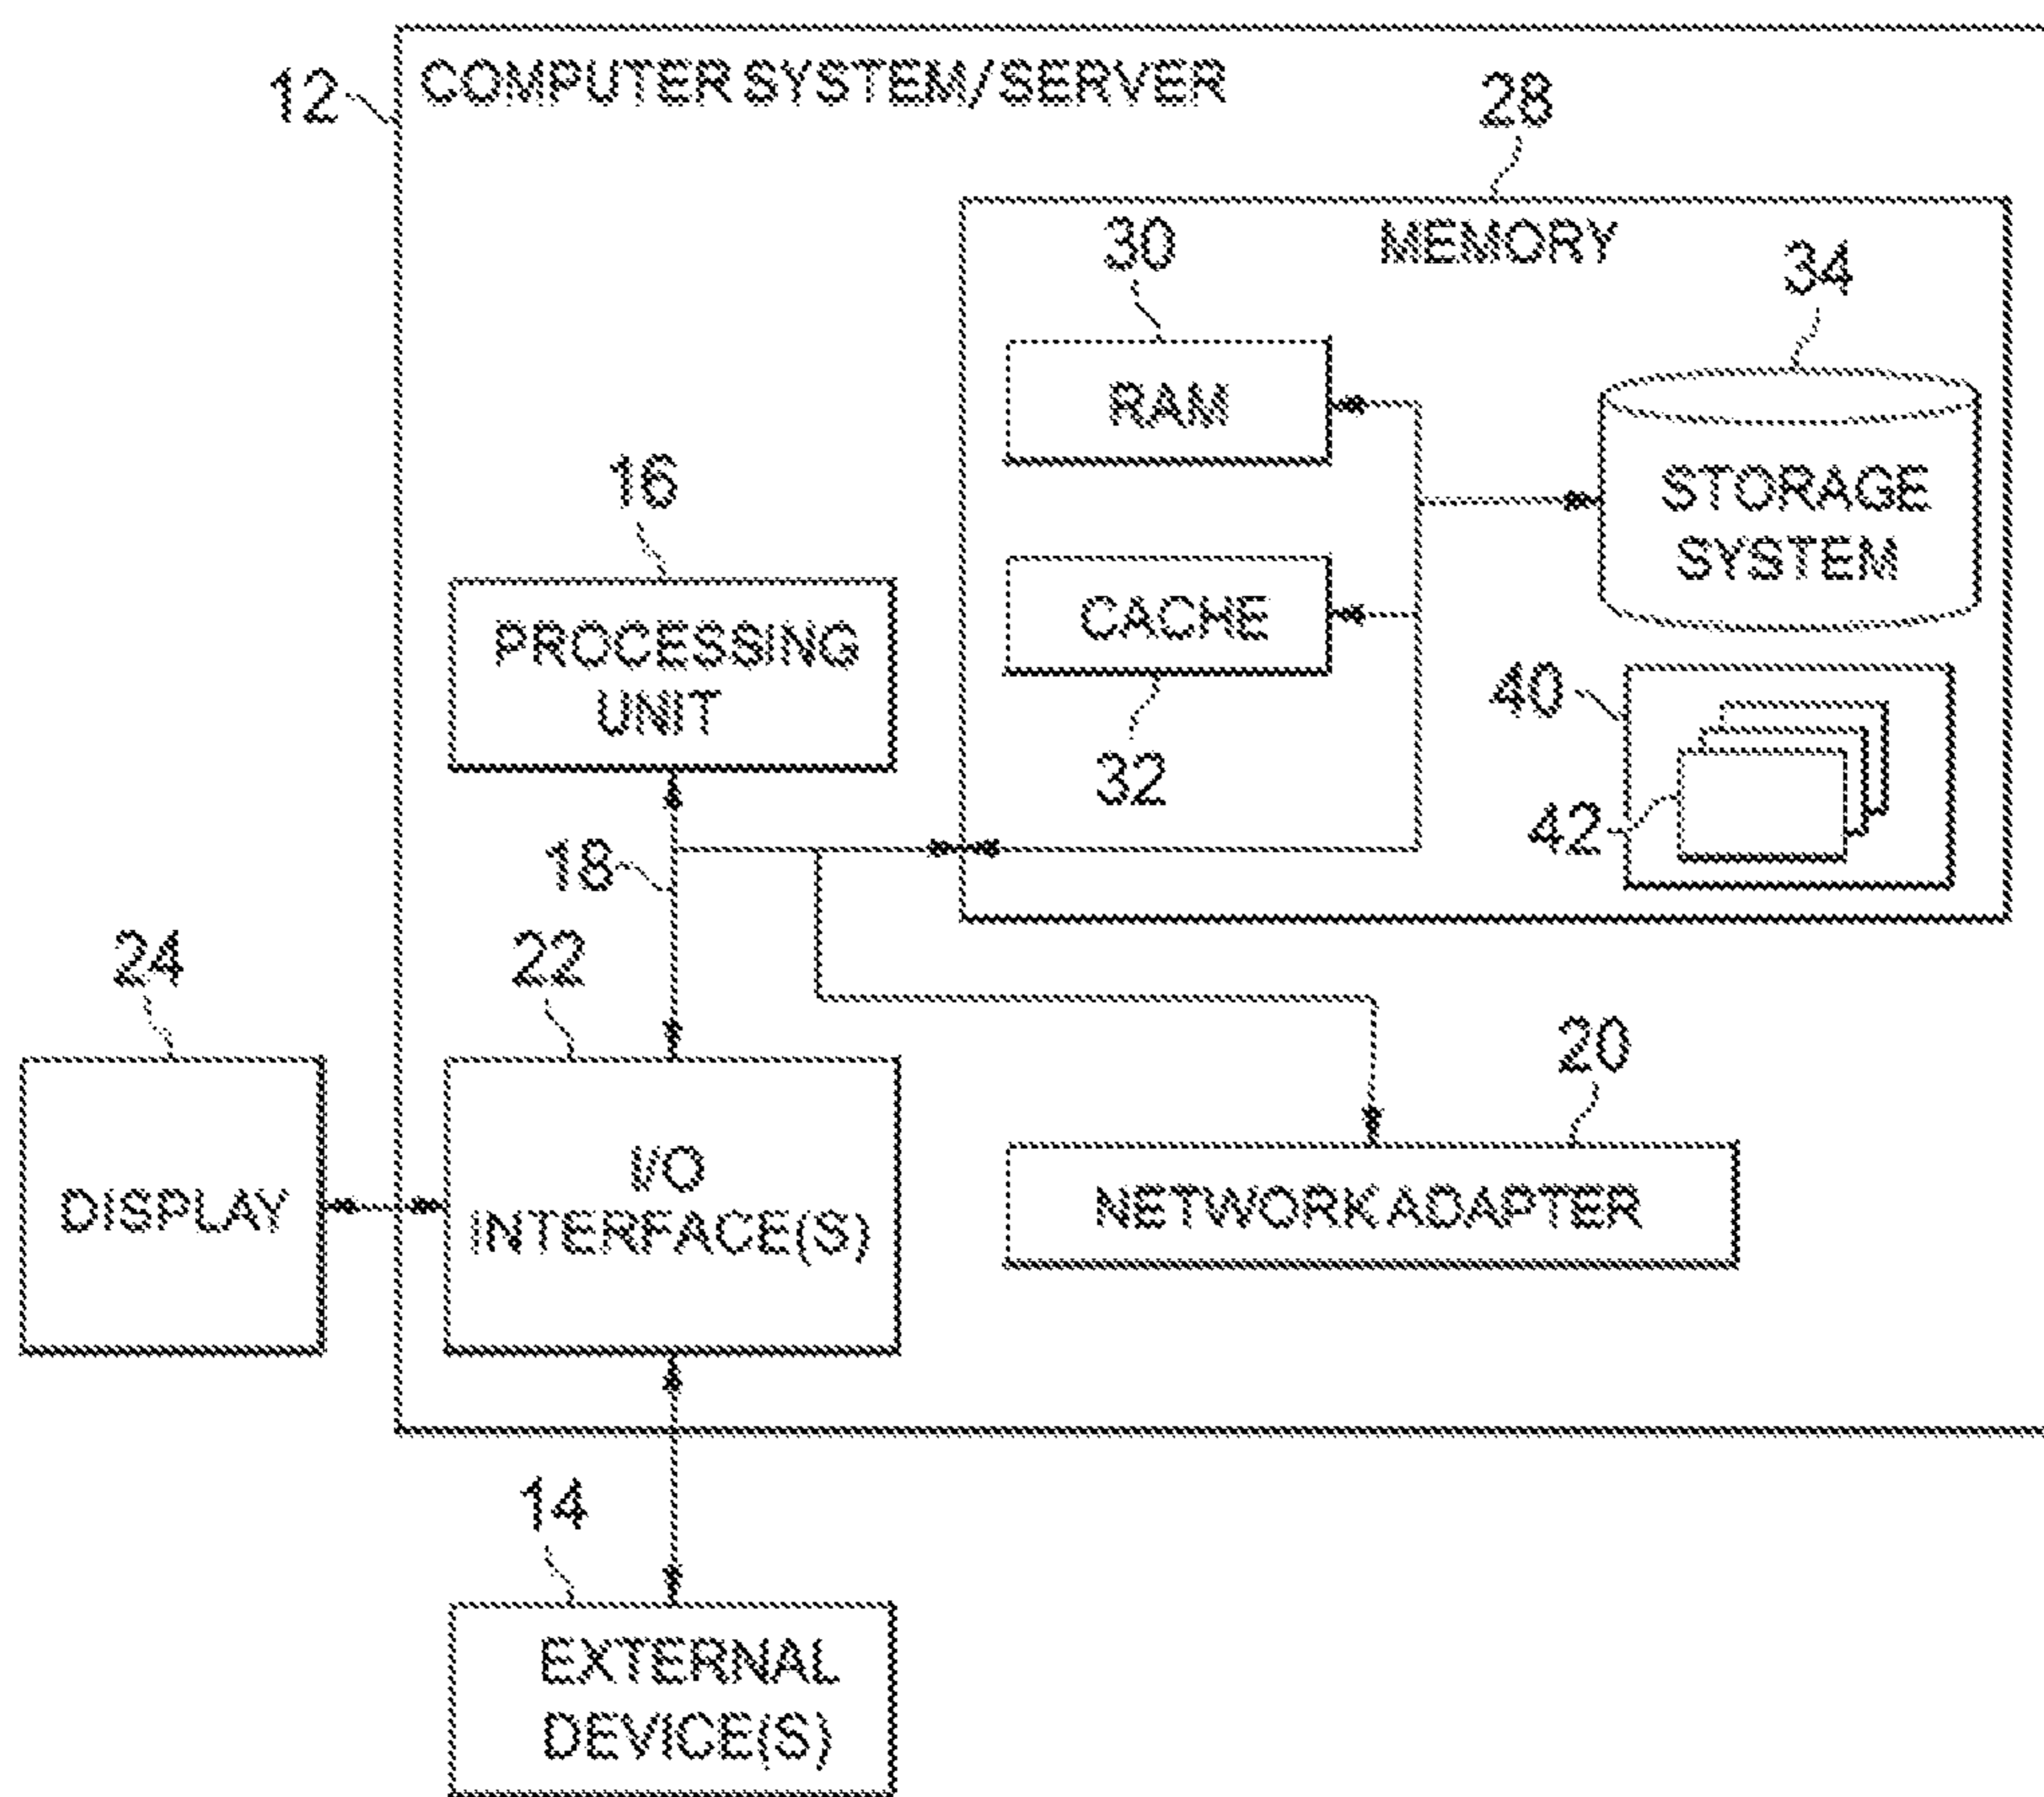 12
COMPUTER SYSTEM/SERVER
28
MEMORY
30
34
RAM
STORAGE
SYSTEM
16
PROCESSING
UNIT
CACHE
32
40
42
18
24
22
20
DISPLAY
I/O
INTERFACE(S)
NETWORK ADAPTER
14
EXTERNAL
DEVICE(S)